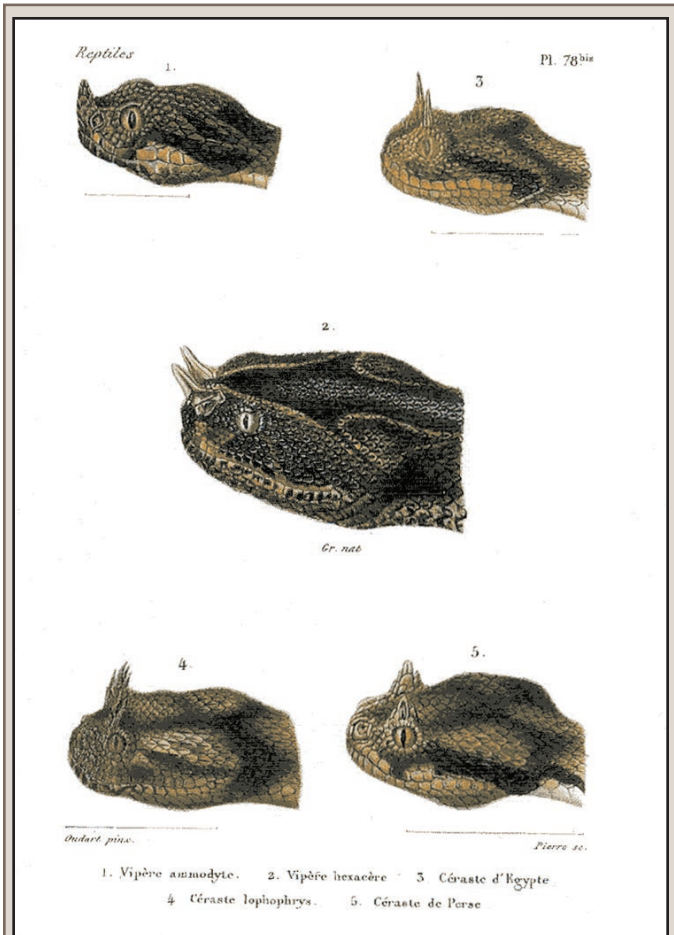 Reptiles
Pl. 78bis
1.
3
2.
Gr. nat
4
5.
Oudart pinx.
Pierre sc.
1. Vipère ammodyte. 2. Vipère hexacère 3 Céraste d'Egypte
4 Céraste lophophrys. 5. Céraste de Perse